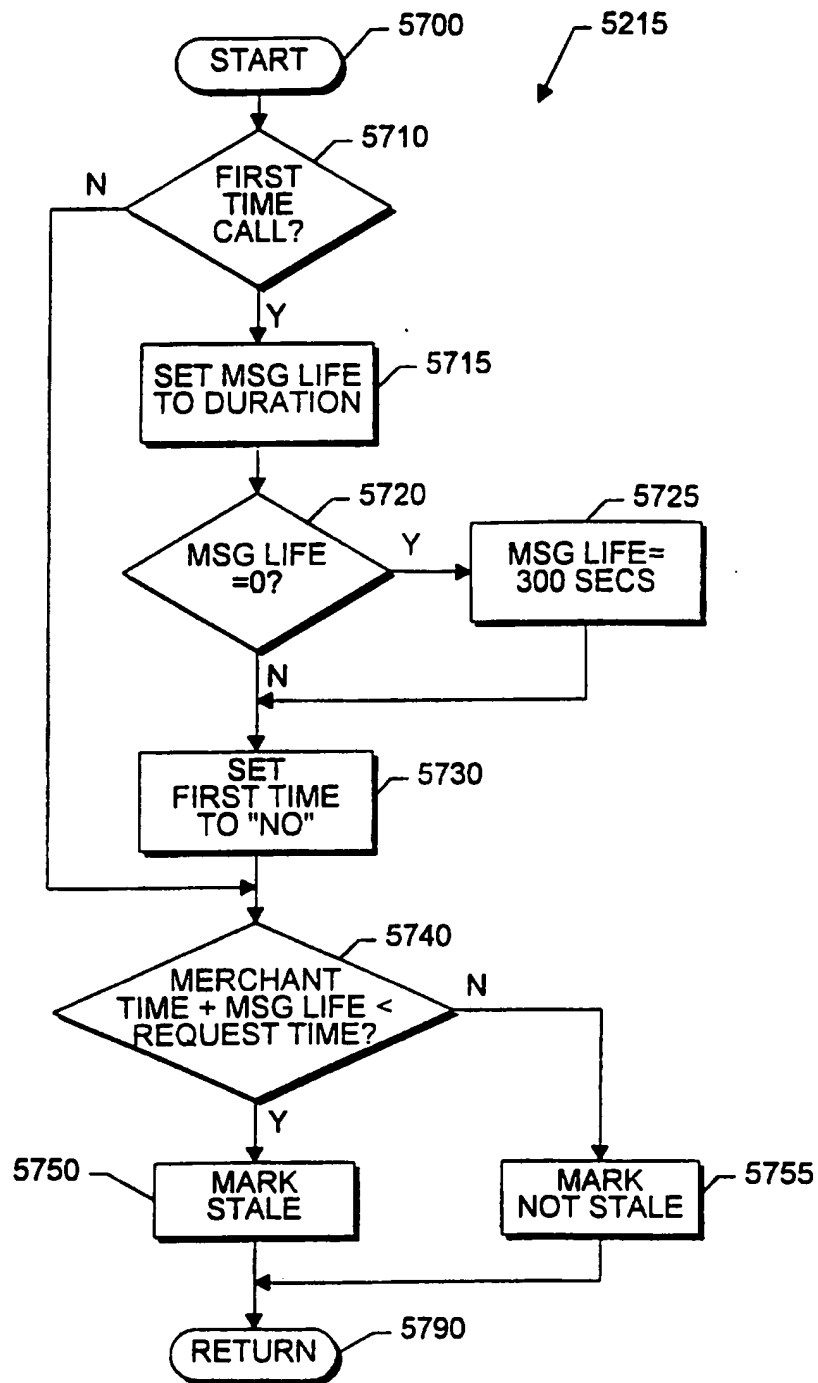 5700
5215
START
5710
N
FIRST
TIME
CALL?
Y
5715
SET MSG LIFE
TO DURATION
5720
5725
MSG LIFE
=0?
Y
MSG LIFE=
300 SECS
N
5730
SET
FIRST TIME
TO "NO"
5740
MERCHANT
TIME + MSG LIFE <
REQUEST TIME?
N
Y
5750
MARK
STALE
MARK
NOT STALE
5755
5790
RETURN